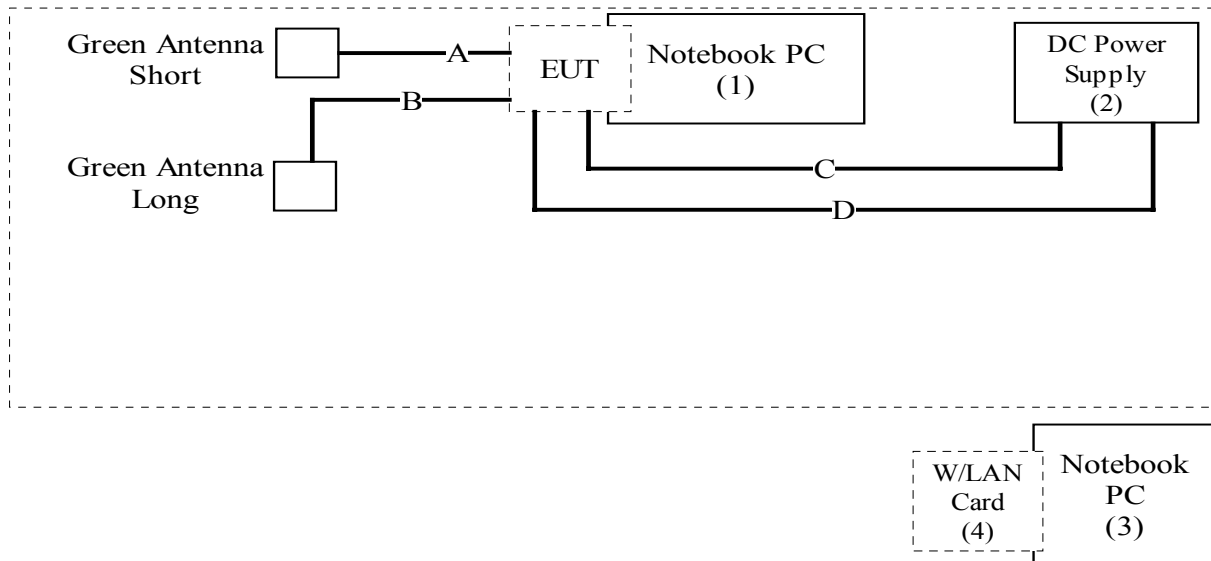 Green Antenna
Short
A
EUT
Notebook PC
(1)
DC Power
Supply
(2)
B
Green Antenna
Long
C
D
W/LAN
Card
(4)
Notebook
PC
(3)